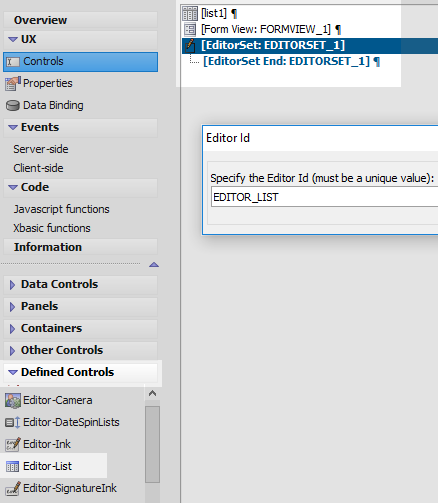 Overview
UX
Controls
Properties
Data Binding
Events
Server-side
Client-side
Code
Javascript functions
Xbasic functions
Information
Data Controls
Panels
Containers
Other Controls
Defined Controls
Editor-Camera
Editor-DateSpinLists
Editor-Ink
Editor-List
Editor-SignatureInk
[list1] ¶
[Form View: FORMVIEW_1] ¶
[EditorSet: EDITORSET_1]
[EditorSet End: EDITORSET_1] ¶
Editor Id
Specify the Editor Id (must be a unique value):
EDITOR_LIST